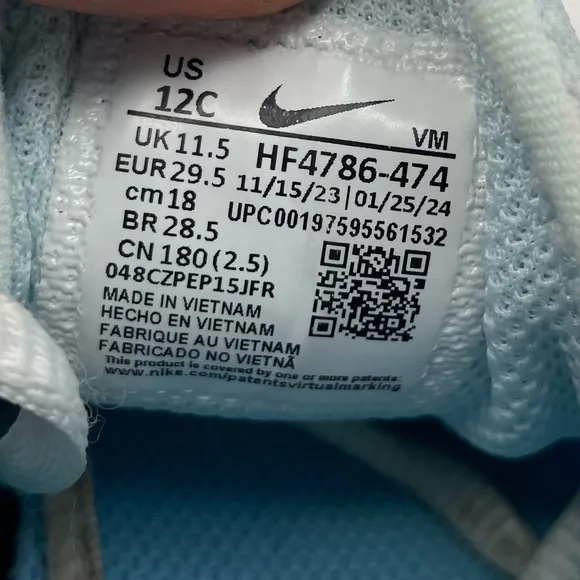 US
12C
VM
UK 11.5
HF4786-474
EUR 29.5
11/15/23|01/25/24
cm 18
UPC00197595561532
BR 28.5
CN 180(2.5)
048CZPEP15JFR
MADE IN VIETNAM
HECHO EN VIETNAM
FABRIQUE AU VIETNAM
FABRICADO NO VIETNÃ
This product is covered by one or more patents:
www.nike.com/patentsvirtualmarking